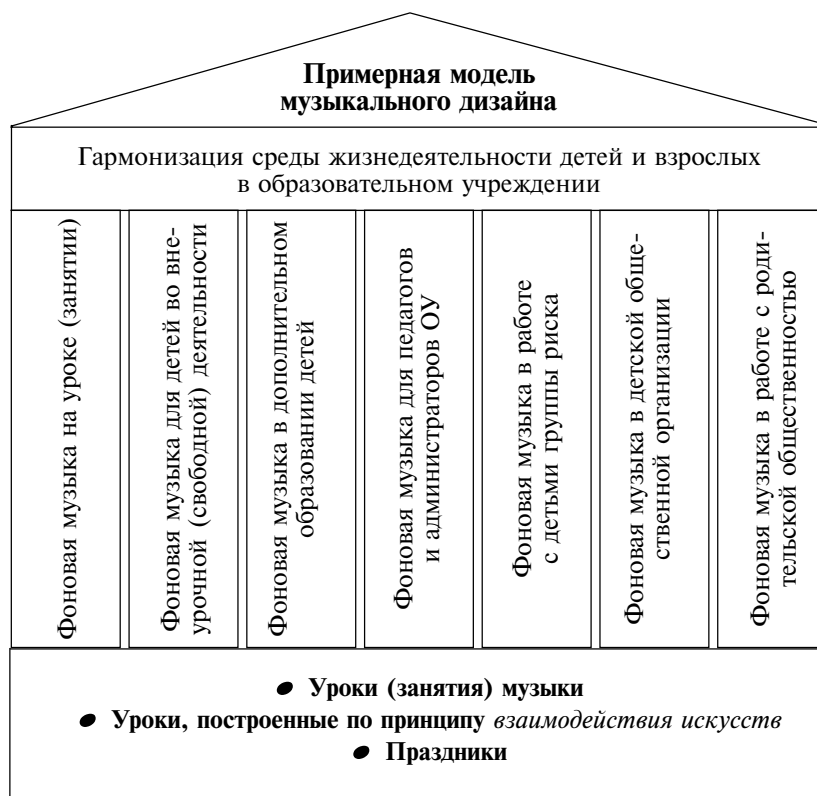 Примерная модель
музыкального дизайна
Гармонизация среды жизнедеятельности детей и взрослых
в образовательном учреждении
Фоновая музыка на уроке (занятии)
Фоновая музыка для детей во вне-
урочной (свободной) деятельности
Фоновая музыка в дополнительном
образовании детей
Фоновая музыка для педагогов
и администраторов ОУ
Фоновая музыка в работе
с детьми группы риска
Фоновая музыка в детской обще-
ственной организации
Фоновая музыка в работе с роди-
тельской общественностью
● Уроки (занятия) музыки
● Уроки, построенные по принципу взаимодействия искусств
● Праздники